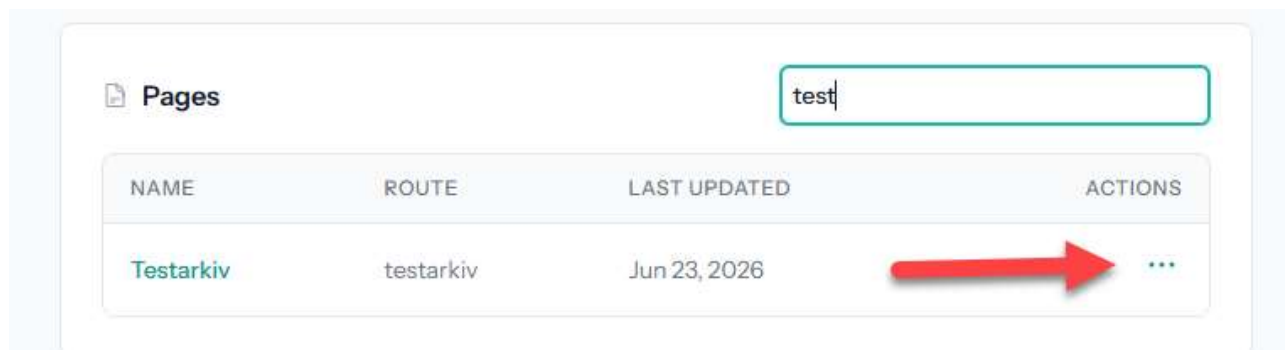 Pages
test
NAME ROUTE LAST UPDATED ACTIONS
Testarkiv testarkiv Jun 23, 2026